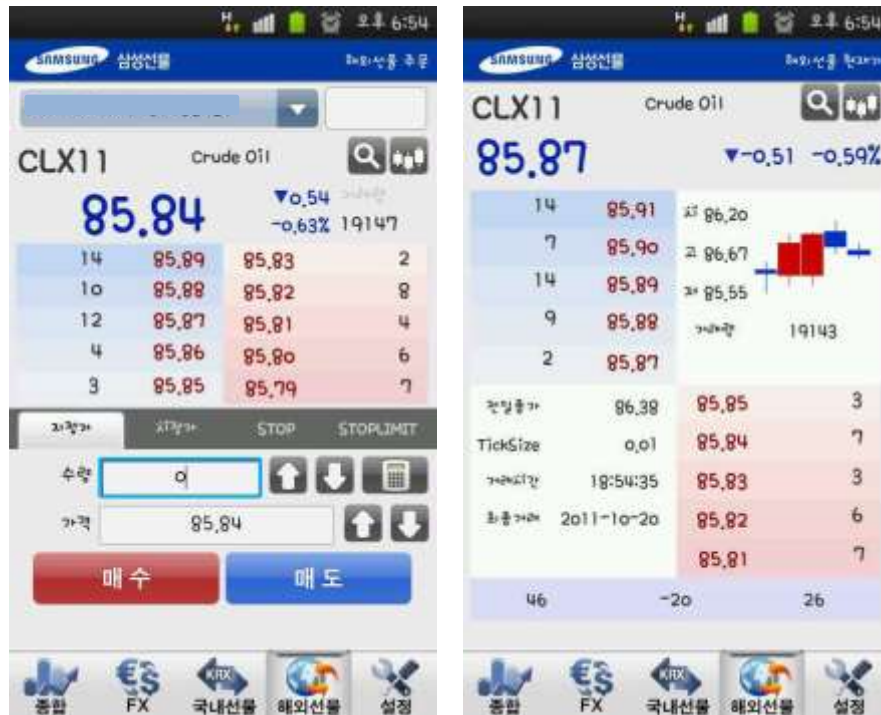 오후 6:54
SAMSUNG 삼성선물 해외선물 주문
CLX11 Crude Oil
85.84 ▼0.54
-0.63% 19147
14 85.89 85.83 2
10 85.88 85.82 8
12 85.87 85.81 4
4 85.86 85.80 6
3 85.85 85.79 7
지정가 시장가 STOP STOPLIMIT
수량 0
가격 85.84
매수 매도
종합 FX KRX 국내선물 해외선물 설정
오후 6:54
SAMSUNG 삼성선물 해외선물 현재가
CLX11 Crude Oil
85.87 ▼-0.51 -0.59%
14 85.91 시 86.20
7 85.90 고 86.67
14 85.89 저 85.55
9 85.88 거래량 19143
2 85.87
전일종가 86.38 85.85 3
TickSize 0.01 85.84 7
거래시간 18:54:35 85.83 3
최종거래 2011-10-20 85.82 6
85.81 7
46 -20 26
종합 FX KRX 국내선물 해외선물 설정